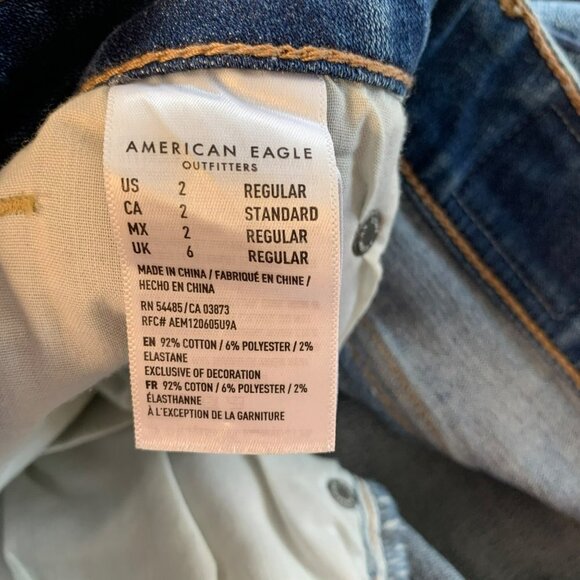 AMERICAN EAGLE
OUTFITTERS
US 2 REGULAR
CA 2 STANDARD
MX 2 REGULAR
UK 6 REGULAR
MADE IN CHINA / FABRIQUÉ EN CHINE /
HECHO EN CHINA
RN 54485 / CA 03873
RFC# AEM120605U9A
EN 92% COTTON / 6% POLYESTER / 2%
ELASTANE
EXCLUSIVE OF DECORATION
FR 92% COTON / 6% POLYESTER / 2%
ÉLASTHANNE
À L'EXCEPTION DE LA GARNITURE